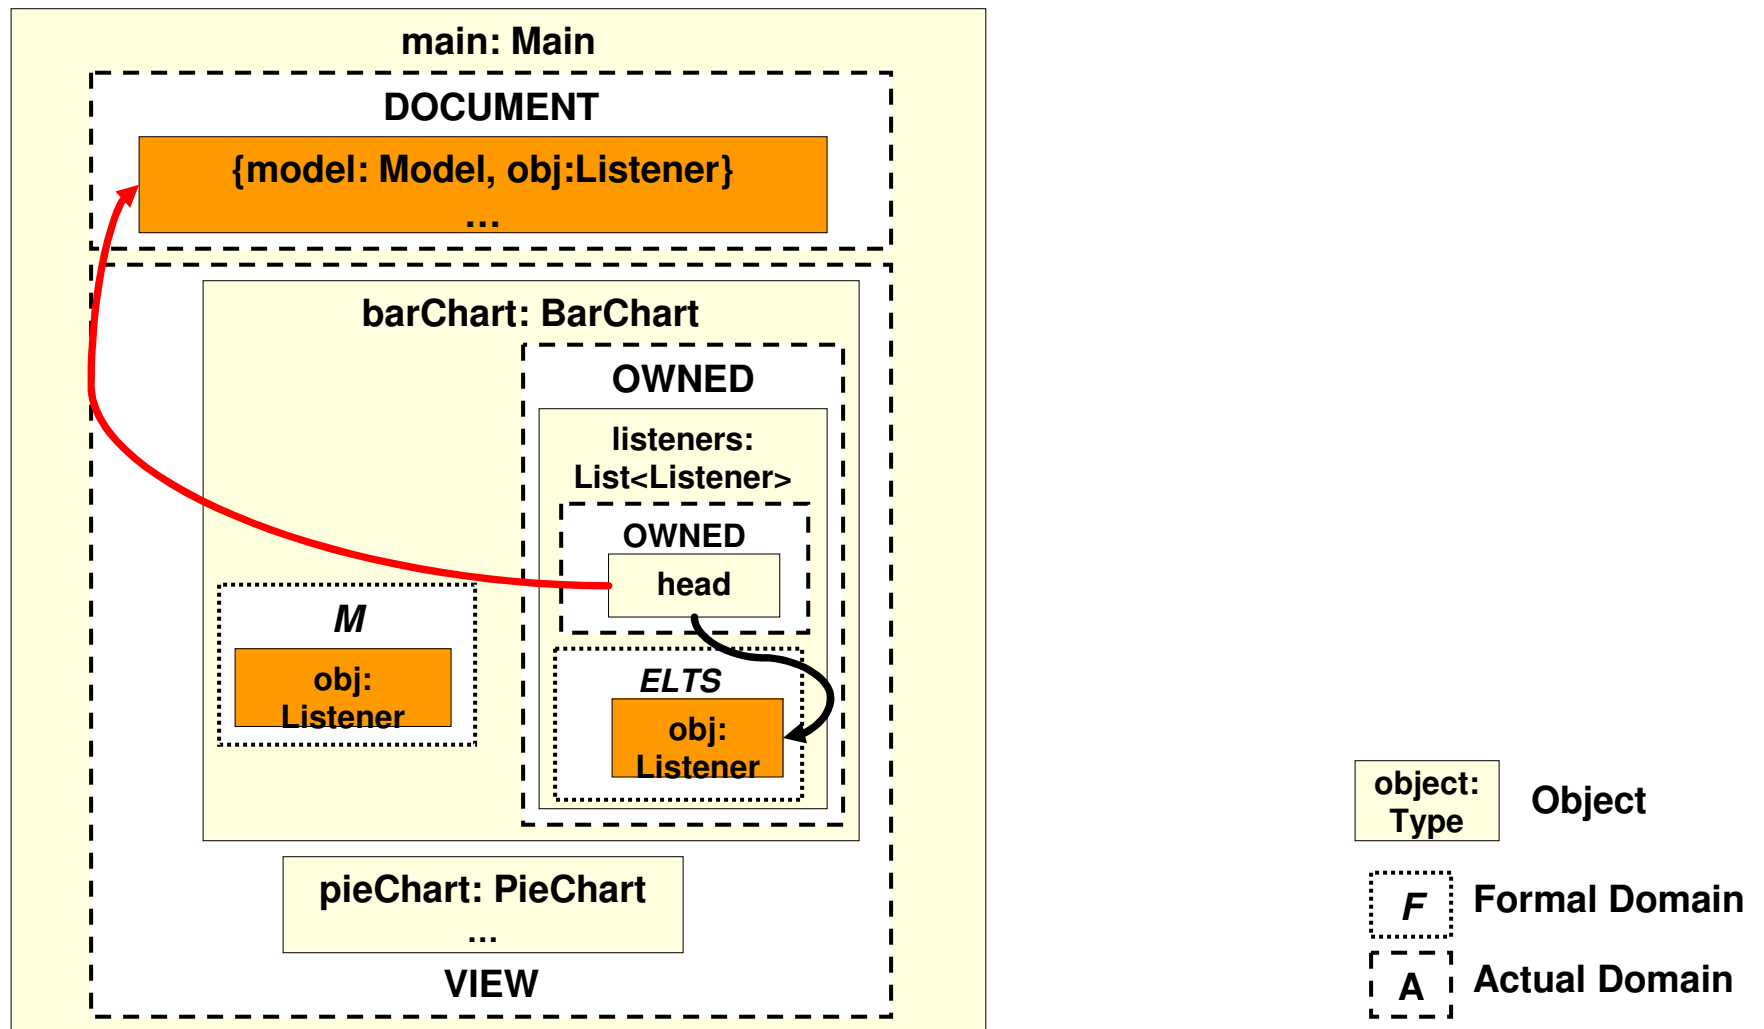 main: Main
DOCUMENT
{model: Model, obj:Listener}
...
barChart: BarChart
OWNED
listeners:
List<Listener>
OWNED
head
M
obj:
Listener
ELTS
obj:
Listener
pieChart: PieChart
...
VIEW
object:
Type
Object
F
Formal Domain
A
Actual Domain